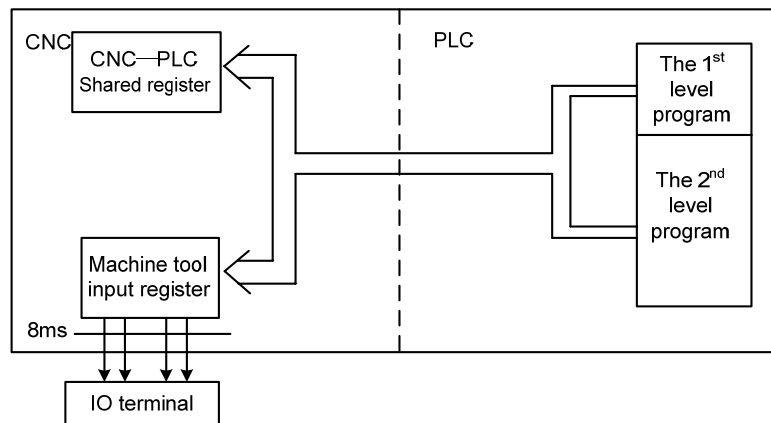 CNC
CNC—PLC
Shared register
PLC
The 1st
level
program
The 2nd
level
program
Machine tool
input register
8ms
IO terminal